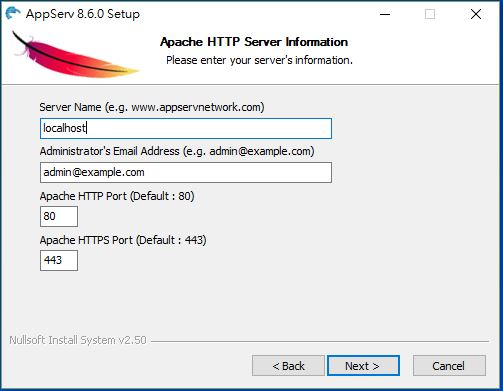 AppServ 8.6.0 Setup
Apache HTTP Server Information
Please enter your server's information.
Server Name (e.g. www.appservnetwork.com)
localhost
Administrator's Email Address (e.g. admin@example.com)
admin@example.com
Apache HTTP Port (Default : 80)
80
Apache HTTPS Port (Default : 443)
443
Nullsoft Install System v2.50
< Back Next > Cancel